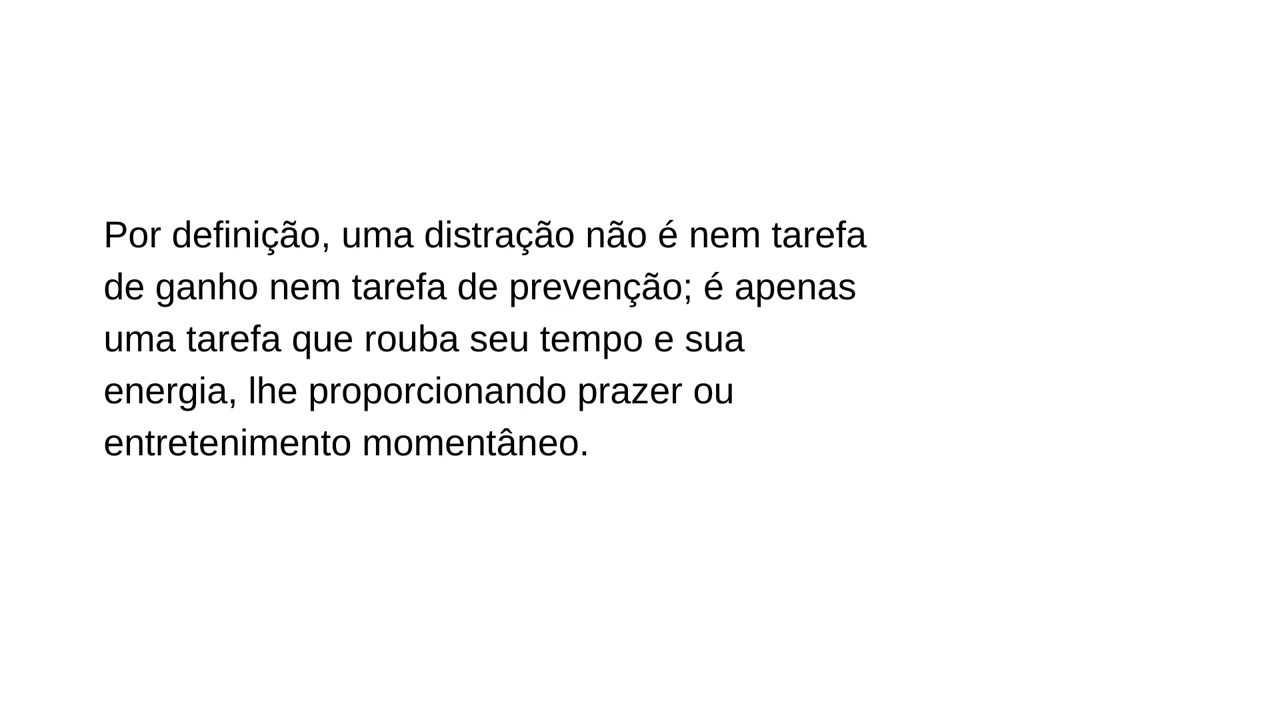 Por definição, uma distração não é nem tarefa
de ganho nem tarefa de prevenção; é apenas
uma tarefa que rouba seu tempo e sua
energia, lhe proporcionando prazer ou
entretenimento momentâneo.